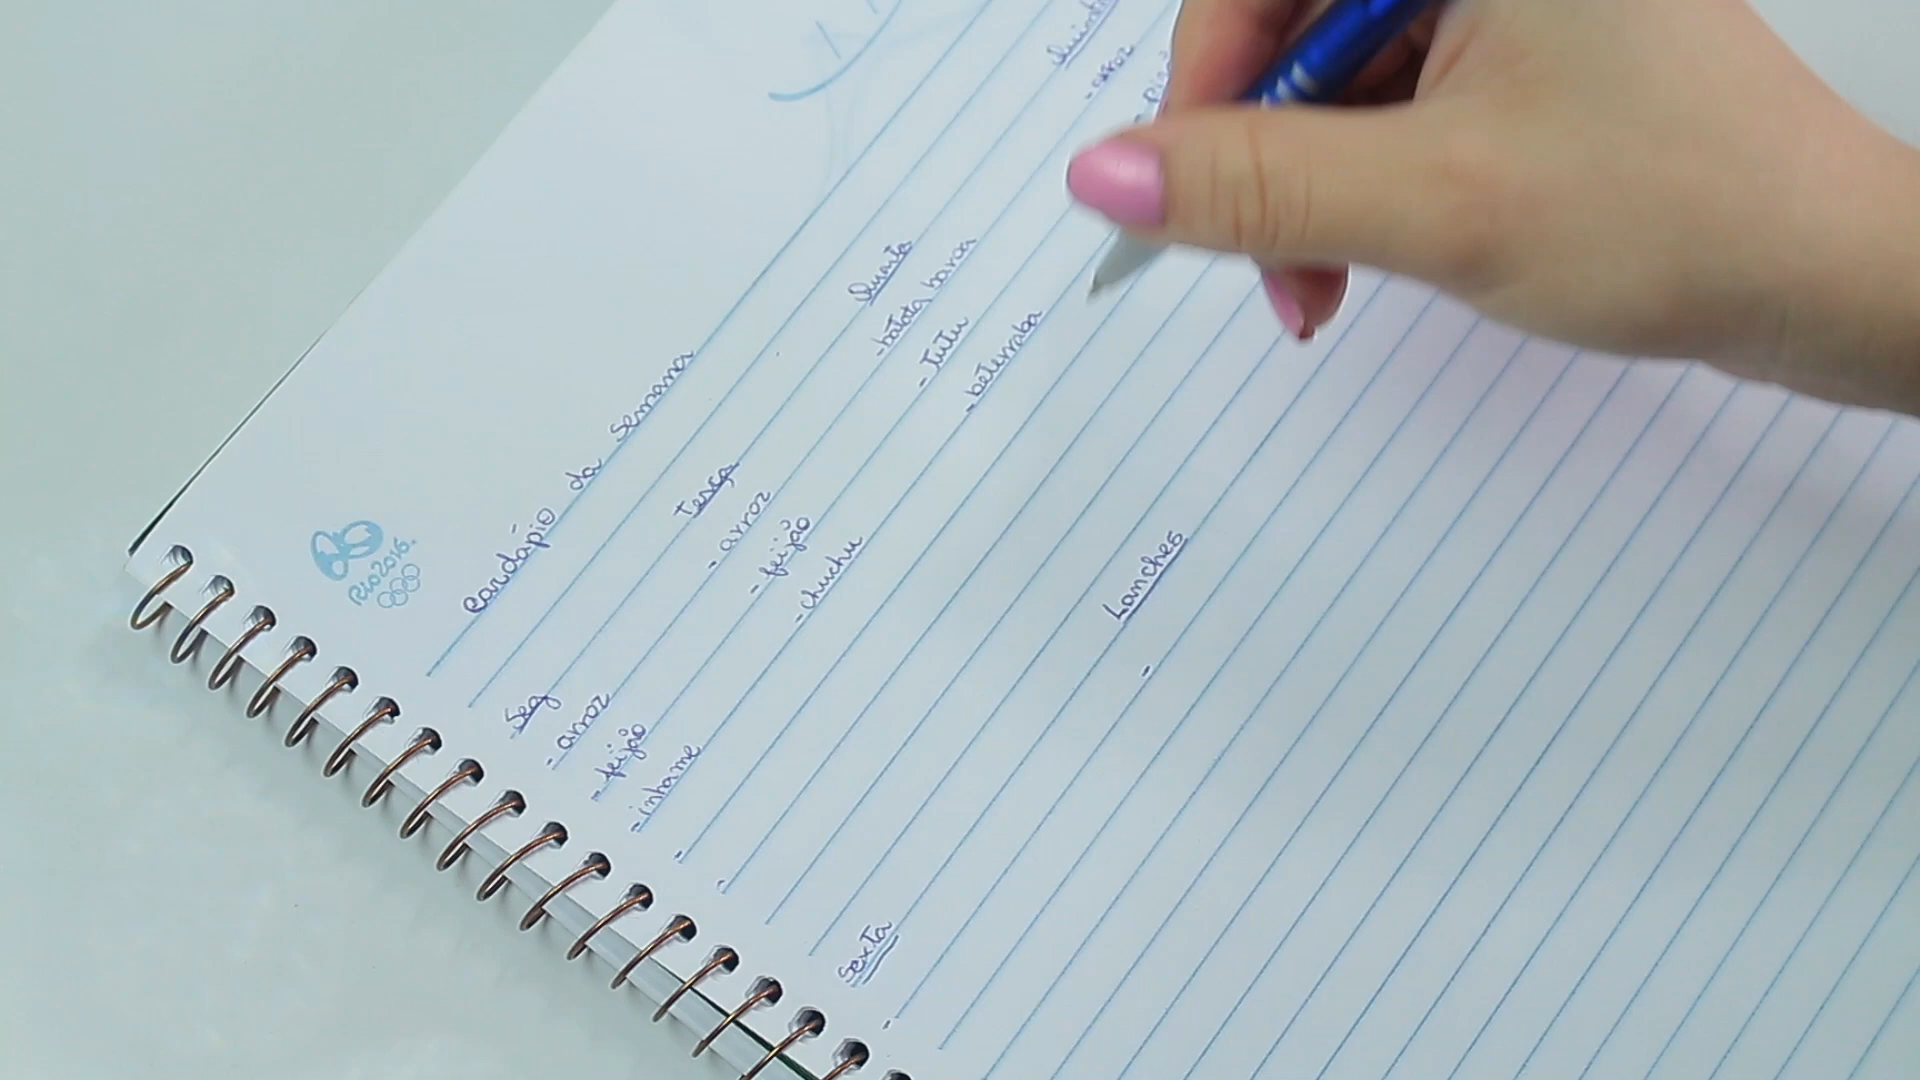 Rio2016.
Cardápio da semana
Seg
- arroz
- feijão
- inhame
-
Terça
- arroz
- feijão
- chuchu
Quarta
- batata baroa
- tutu
- beterraba
Quinta
- arroz
Sexta
-
Lanches
-